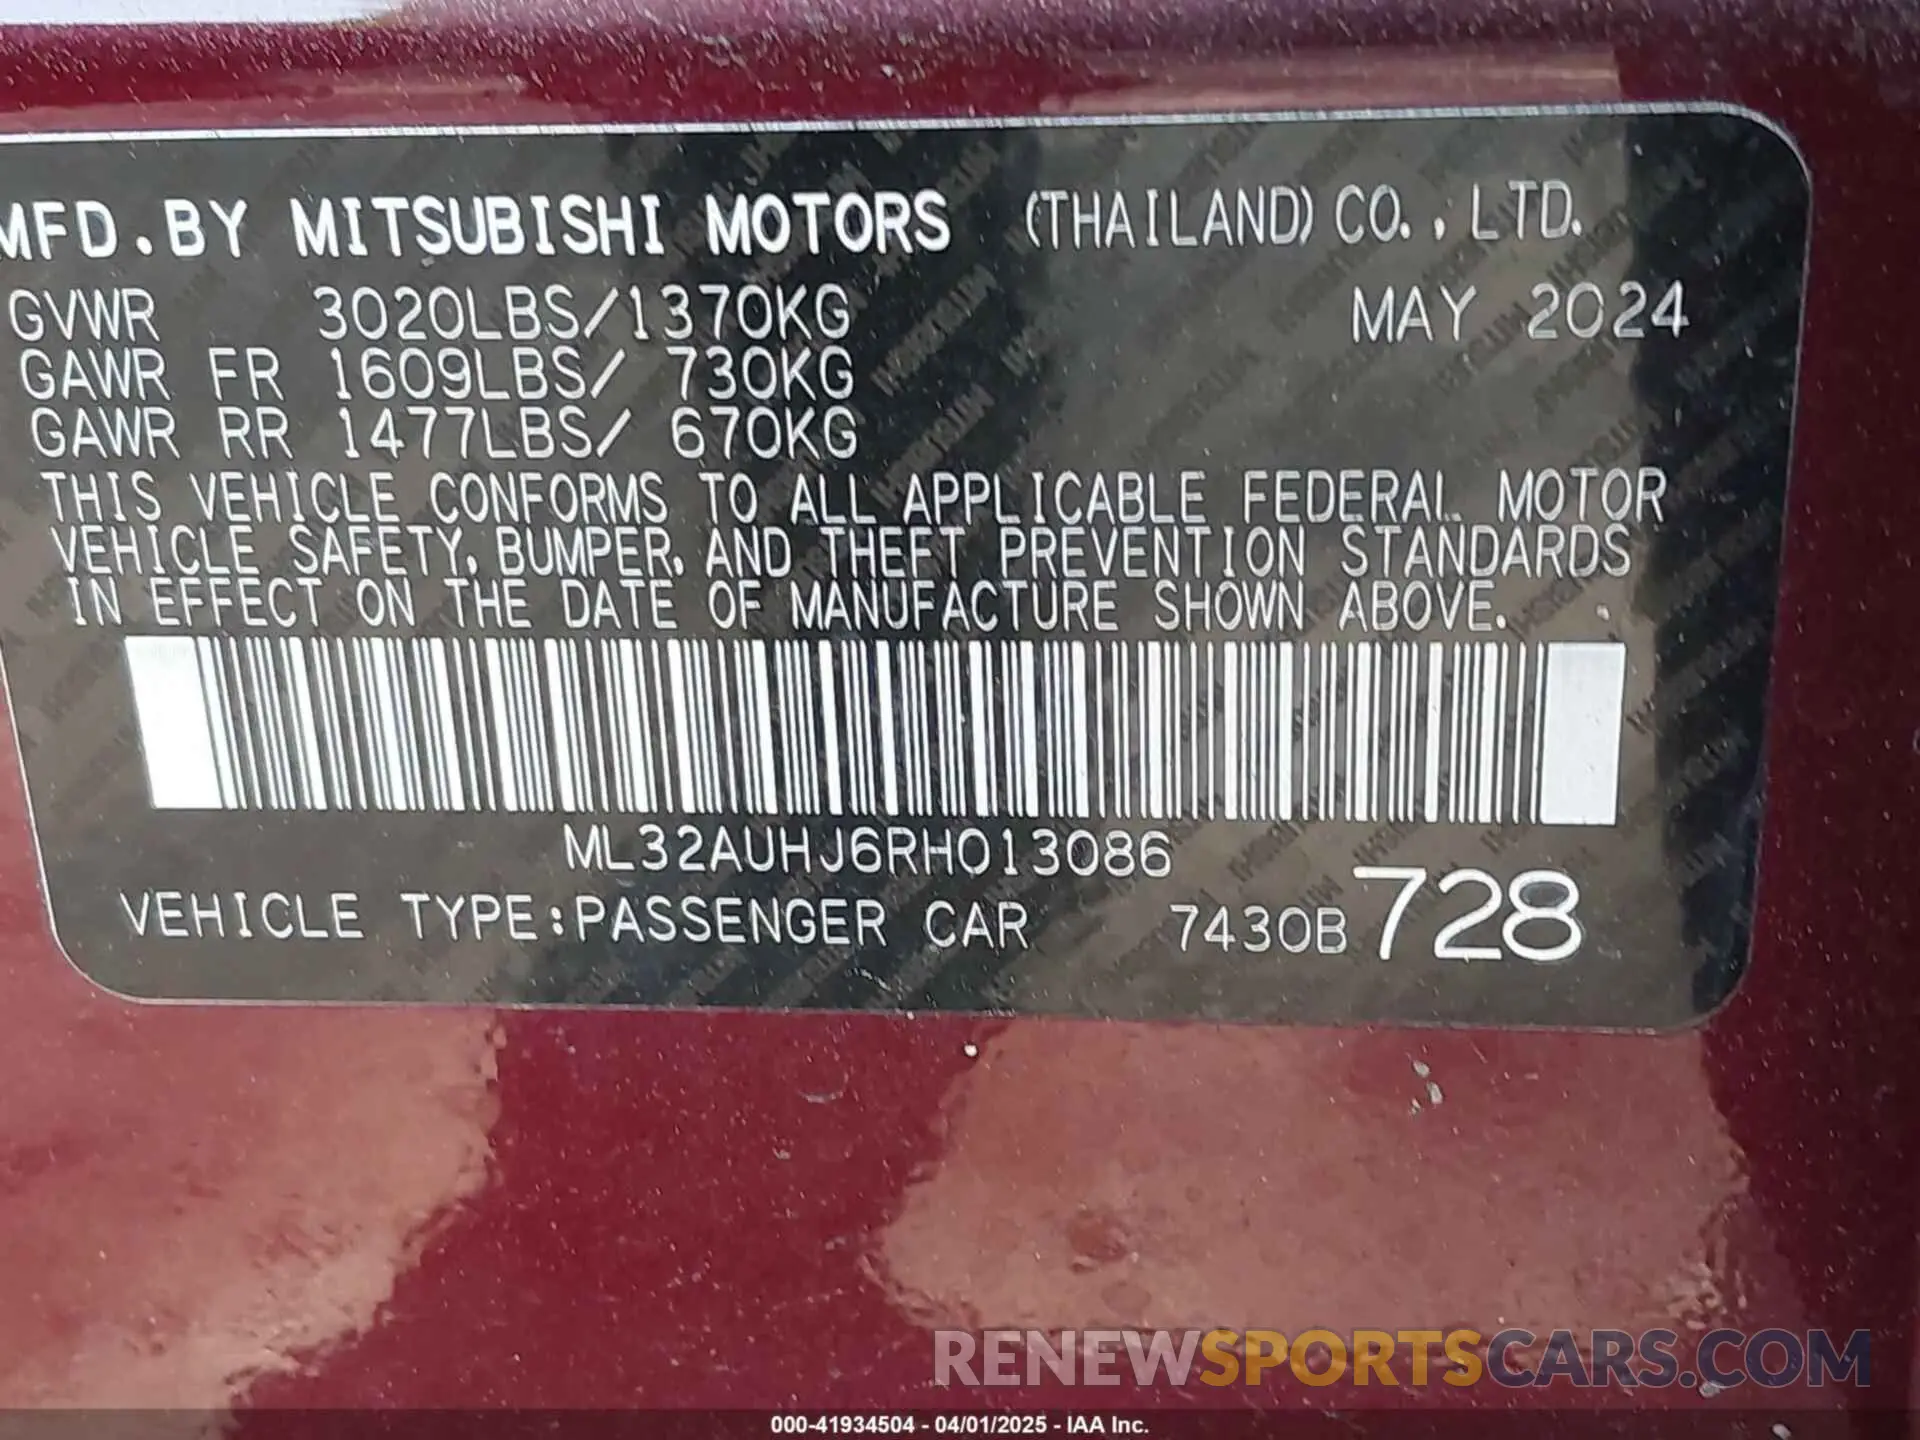 MFD.BY MITSUBISHI MOTORS (THAILAND) CO., LTD.
GVWR 3020LBS/1370KG MAY 2024
GAWR FR 1609LBS/ 730KG
GAWR RR 1477LBS/ 670KG
THIS VEHICLE CONFORMS TO ALL APPLICABLE FEDERAL MOTOR
VEHICLE SAFETY, BUMPER, AND THEFT PREVENTION STANDARDS
IN EFFECT ON THE DATE OF MANUFACTURE SHOWN ABOVE.
ML32AUHJ6RH013086
VEHICLE TYPE:PASSENGER CAR 7430B 728
RENEWSPORTSCARS.COM
000-41934504 - 04/01/2025 - IAA Inc.